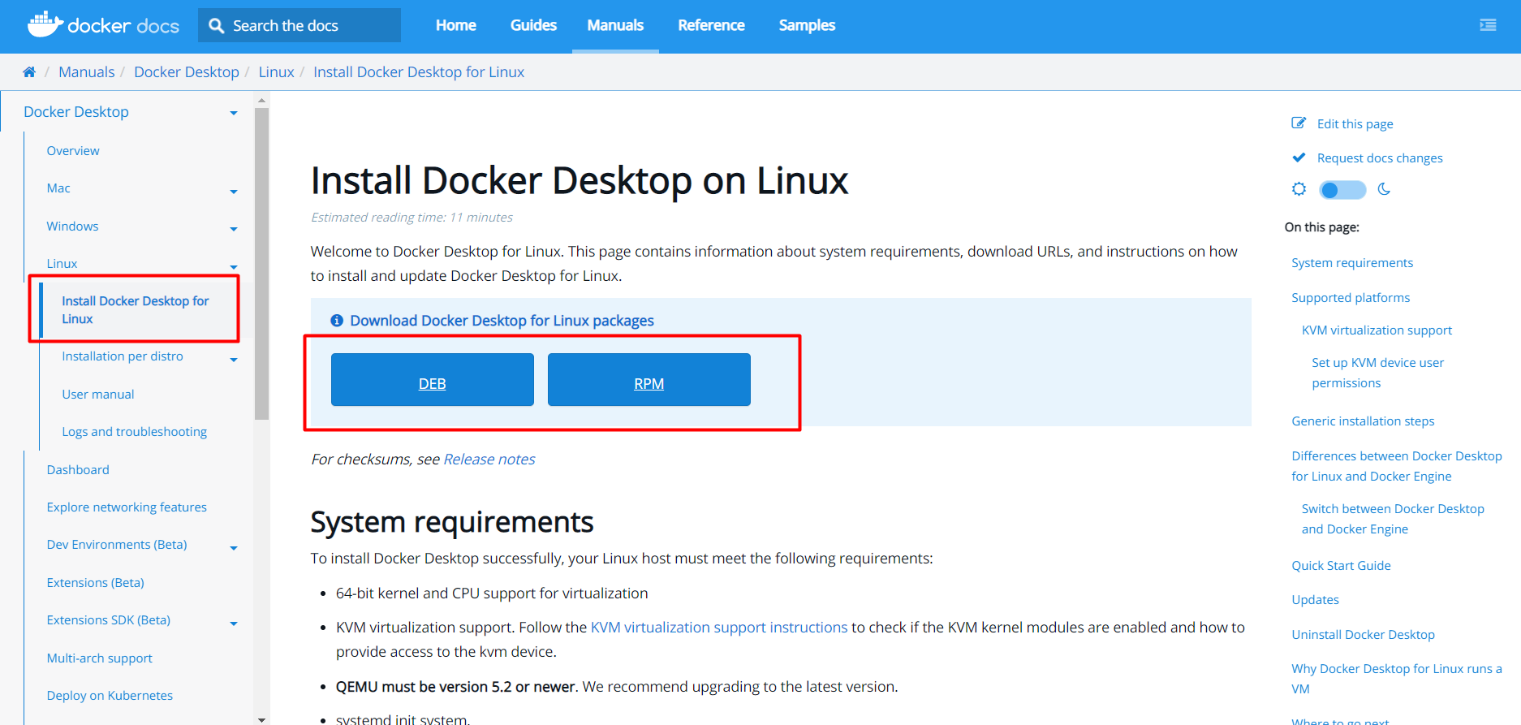 docker docs
Search the docs
Home
Guides
Manuals
Reference
Samples
/ Manuals / Docker Desktop / Linux / Install Docker Desktop for Linux
Docker Desktop
Overview
Mac
Windows
Linux
Install Docker Desktop for
Linux
Installation per distro
User manual
Logs and troubleshooting
Dashboard
Explore networking features
Dev Environments (Beta)
Extensions (Beta)
Extensions SDK (Beta)
Multi-arch support
Deploy on Kubernetes
Install Docker Desktop on Linux
Estimated reading time: 11 minutes
Welcome to Docker Desktop for Linux. This page contains information about system requirements, download URLs, and instructions on how
to install and update Docker Desktop for Linux.
Download Docker Desktop for Linux packages
DEB
RPM
For checksums, see Release notes
System requirements
To install Docker Desktop successfully, your Linux host must meet the following requirements:
• 64-bit kernel and CPU support for virtualization
• KVM virtualization support. Follow the KVM virtualization support instructions to check if the KVM kernel modules are enabled and how to
provide access to the kvm device.
• QEMU must be version 5.2 or newer. We recommend upgrading to the latest version.
• systemd init system.
Edit this page
Request docs changes
On this page:
System requirements
Supported platforms
KVM virtualization support
Set up KVM device user
permissions
Generic installation steps
Differences between Docker Desktop
for Linux and Docker Engine
Switch between Docker Desktop
and Docker Engine
Quick Start Guide
Updates
Uninstall Docker Desktop
Why Docker Desktop for Linux runs a
VM
Where to go next